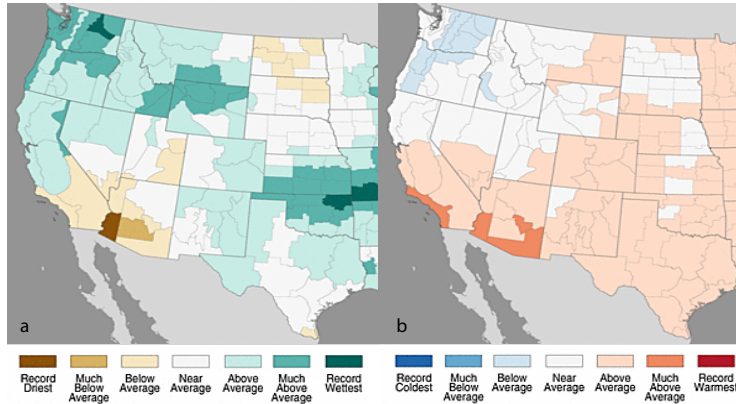 a
b
Record
Driest
Much
Below
Average
Below
Average
Near
Average
Above
Average
Much
Above
Average
Record
Wettest
Record
Coldest
Much
Below
Average
Below
Average
Near
Average
Above
Average
Much
Above
Average
Record
Warmest